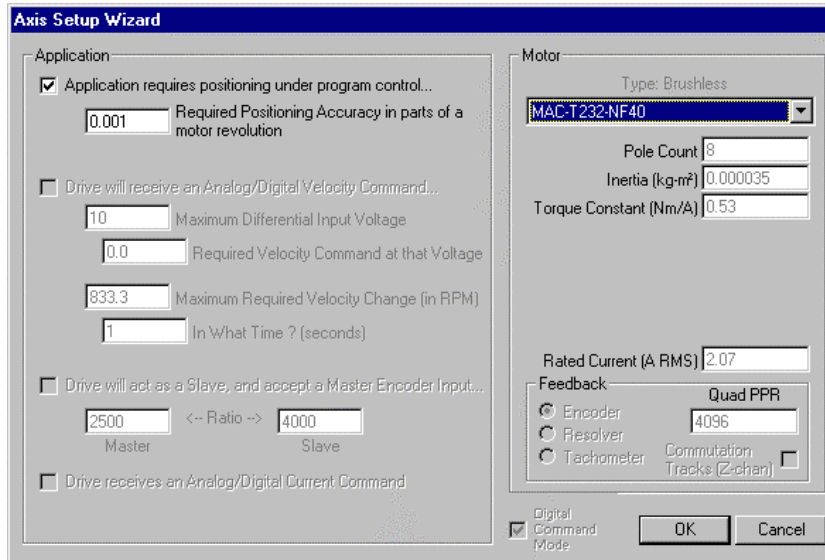 Axis Setup Wizard
Application
Application requires positioning under program control...
0.001
Required Positioning Accuracy in parts of a
motor revolution
Drive will receive an Analog/Digital Velocity Command...
10
Maximum Differential Input Voltage
0.0
Required Velocity Command at that Voltage
833.3
Maximum Required Velocity Change (in RPM)
1
In What Time ? (seconds)
Drive will act as a Slave, and accept a Master Encoder Input...
2500
<-- Ratio -->
4000
Master
Slave
Drive receives an Analog/Digital Current Command
Motor
Type: Brushless
MAC-T232-NF40
Pole Count
8
Inertia (kg-m²)
0.000035
Torque Constant (Nm/A)
0.53
Rated Current (A RMS)
2.07
Feedback
Encoder
Resolver
Tachometer
Quad PPR
4096
Commutation
Tracks (Z-chan)
Digital
Command
Mode
OK
Cancel